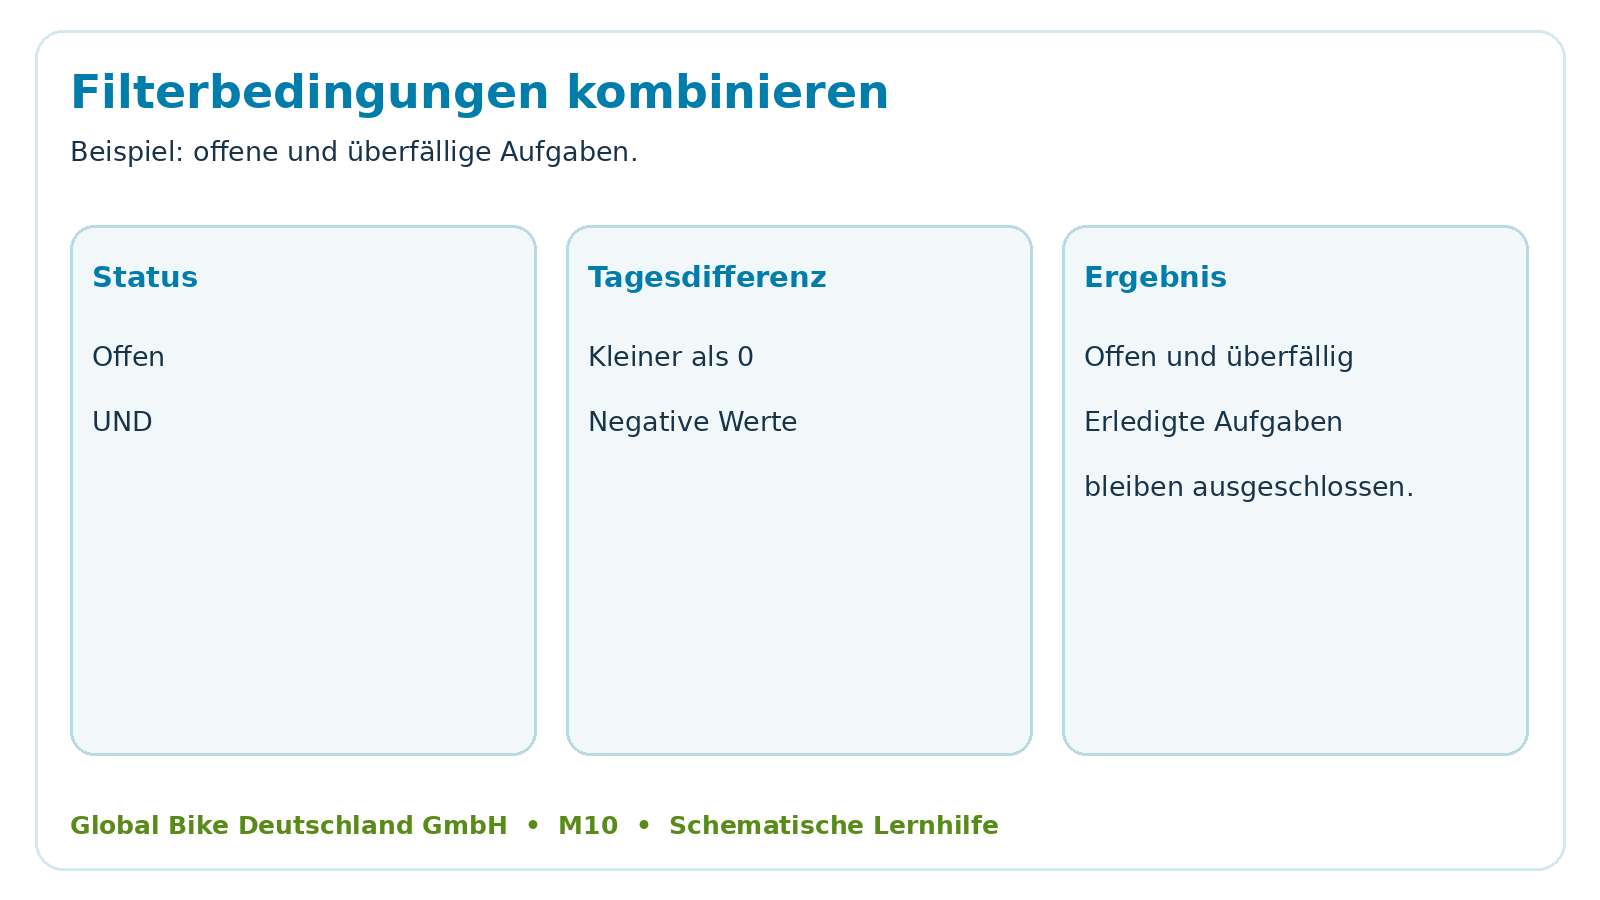 Filterbedingungen kombinieren
Beispiel: offene und überfällige Aufgaben.
Status
Offen
UND
Tagesdifferenz
Kleiner als 0
Negative Werte
Ergebnis
Offen und überfällig
Erledigte Aufgaben
bleiben ausgeschlossen.
Global Bike Deutschland GmbH • M10 • Schematische Lernhilfe